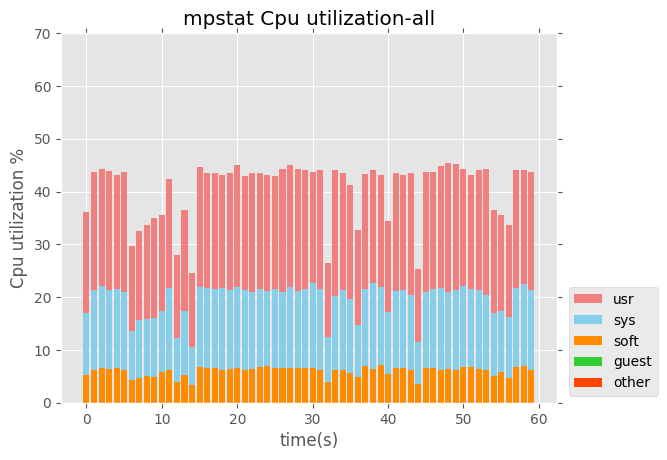 mpstat Cpu utilization-all
70
60
50
40
30
20
10
0
Cpu utilization %
0 10 20 30 40 50 60
time(s)
usr
sys
soft
guest
other